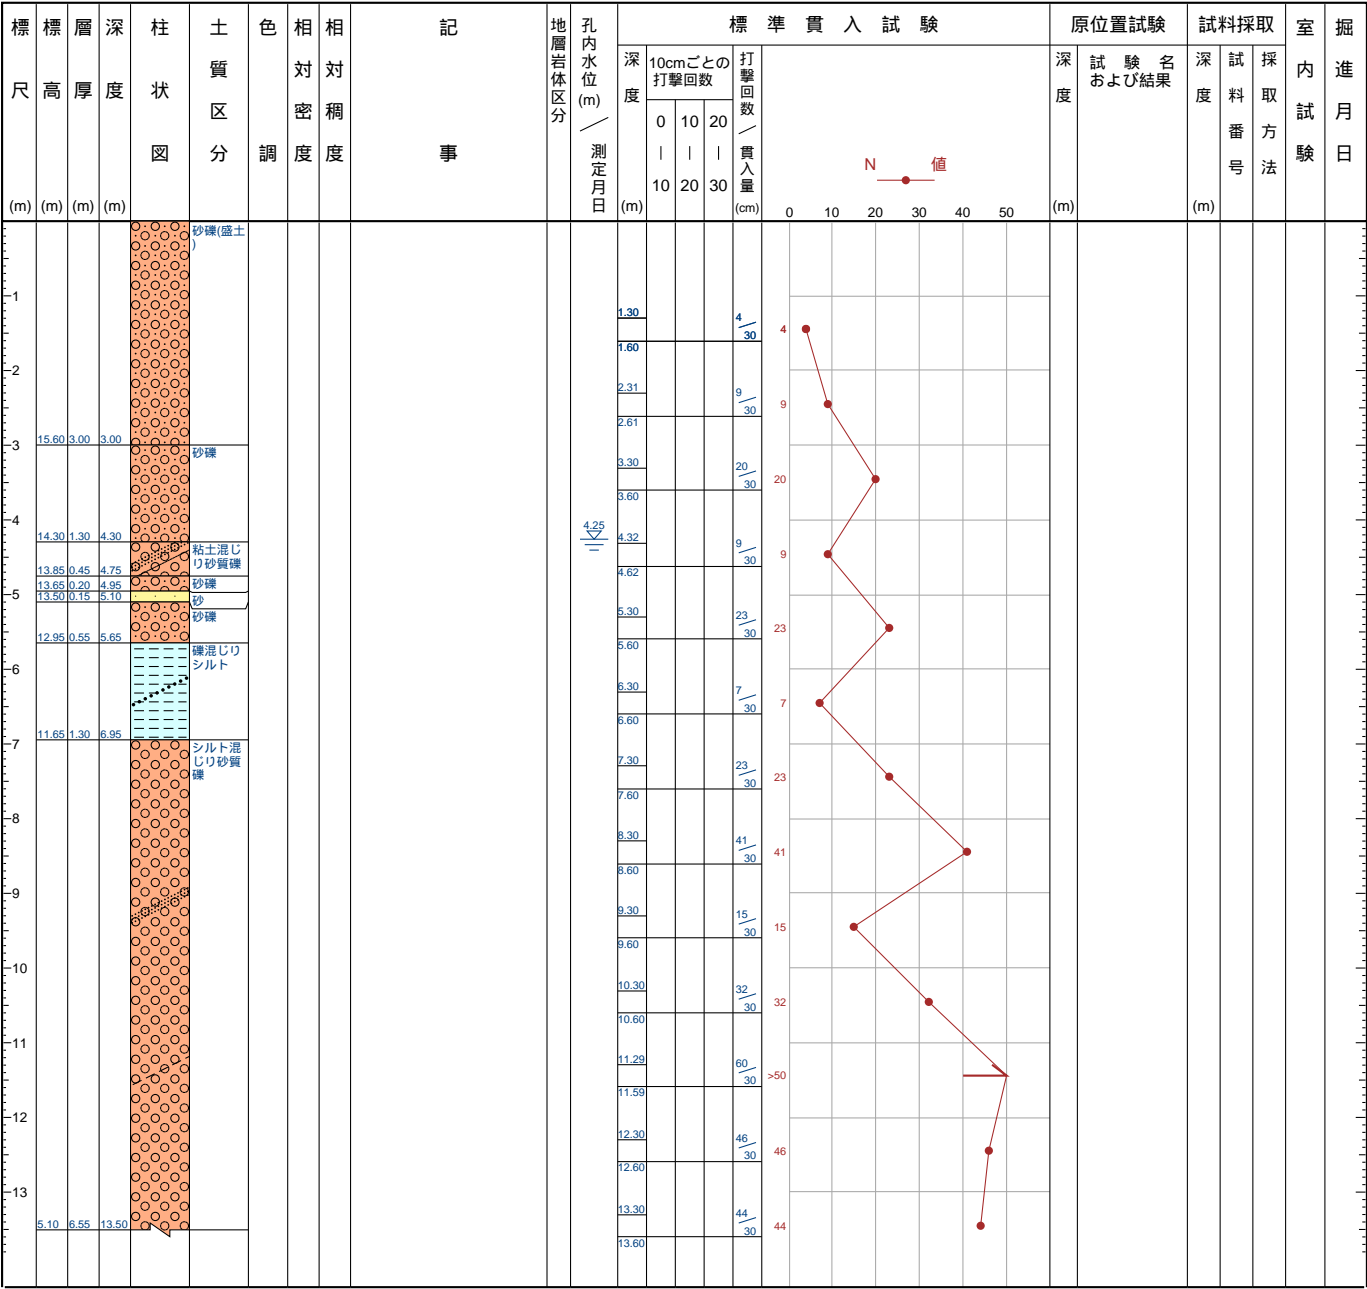 標尺(m)
標高(m)
層厚(m)
深度(m)
柱状図
土質区分
色調
相対密度
相対稠度
記事
地層岩体区分
孔内水位(m)／測定月日
標準貫入試験
深度(m)
10cmごとの
打撃回数
0｜10
10｜20
20｜30
打撃回数／貫入量(cm)
N 値
0 10 20 30 40 50
原位置試験
深度(m)
試験名
および結果
試料採取
深度(m)
試料番号
採取方法
室内試験
掘進月日
砂礫(盛土
)
1
1.30 4/30 4
1.60
2
2.31 9/30 9
2.61
15.60 3.00 3.00
3
砂礫
3.30 20/30 20
3.60
4
4.25
14.30 1.30 4.30
4.32 9/30 9
粘土混じ
り砂質礫
4.62
13.85 0.45 4.75
砂礫
13.65 0.20 4.95
5
砂
13.50 0.15 5.10
砂礫
5.30 23/30 23
5.60
12.95 0.55 5.65
礫混じり
シルト
6
6.30 7/30 7
6.60
11.65 1.30 6.95
7
シルト混
じり砂質
礫
7.30 23/30 23
7.60
8
8.30 41/30 41
8.60
9
9.30 15/30 15
9.60
10
10.30 32/30 32
10.60
11
11.29 60/30 >50
11.59
12
12.30 46/30 46
12.60
13
13.30 44/30 44
5.10 6.55 13.50
13.60